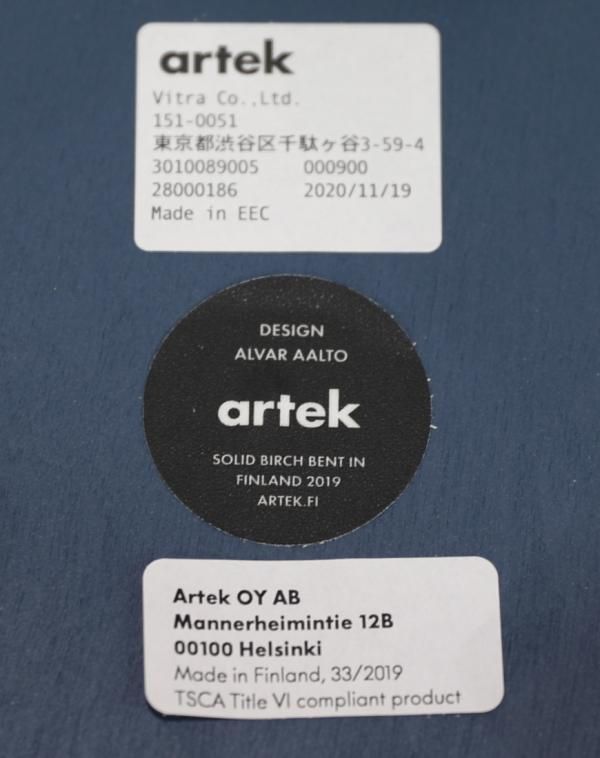 artek
Vitra Co.,Ltd.
151-0051
東京都渋谷区千駄ヶ谷3-59-4
3010089005 000900
28000186 2020/11/19
Made in EEC
DESIGN
ALVAR AALTO
artek
SOLID BIRCH BENT IN
FINLAND 2019
ARTEK.FI
Artek OY AB
Mannerheimintie 12B
00100 Helsinki
Made in Finland, 33/2019
TSCA Title VI compliant product